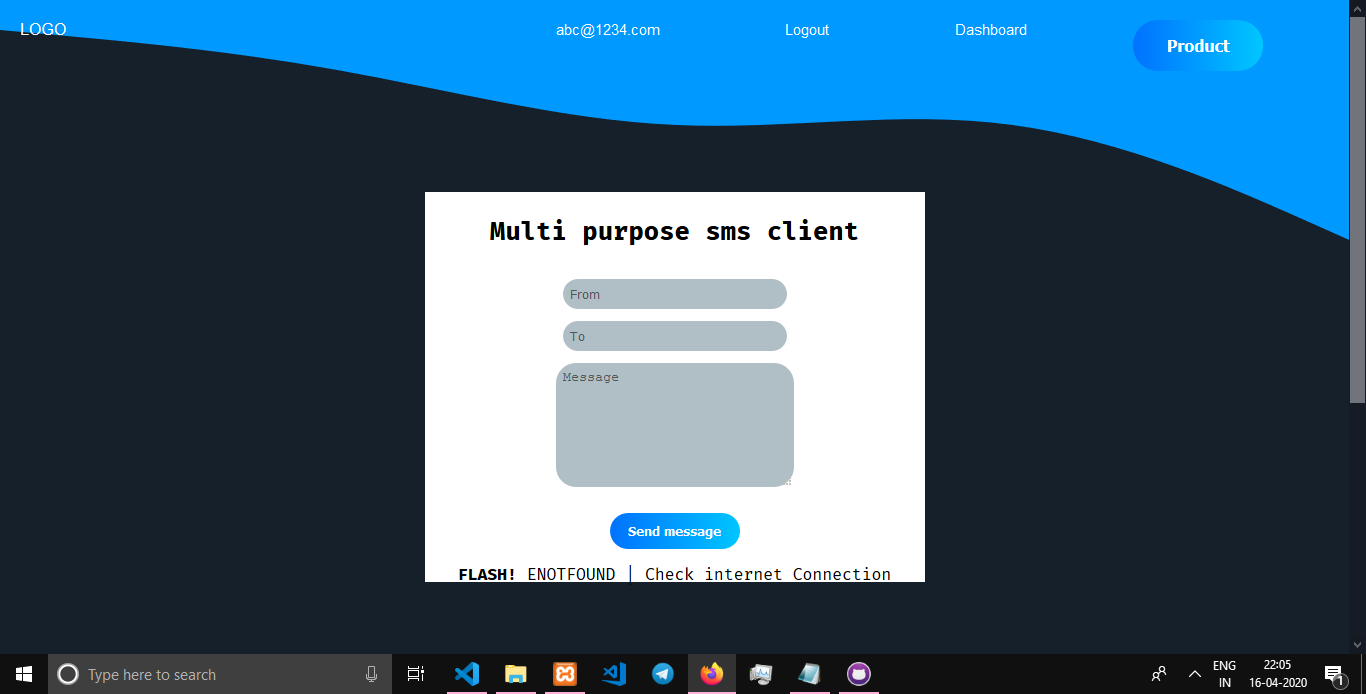 LOGO abc@1234.com Logout Dashboard Product
Multi purpose sms client
From
To
Message
Send message
FLASH! ENOTFOUND | Check internet Connection
Type here to search
ENG 22:05
IN 16-04-2020
1